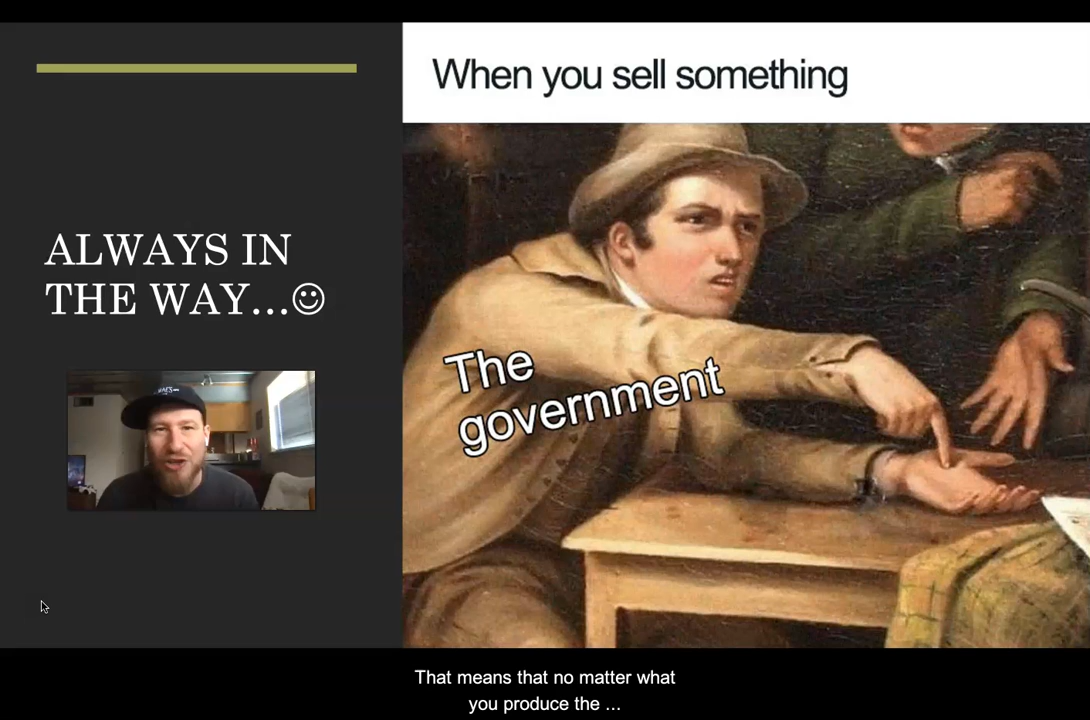 When you sell something
ALWAYS IN
THE WAY...☺
The
government
That means that no matter what
you produce the ...